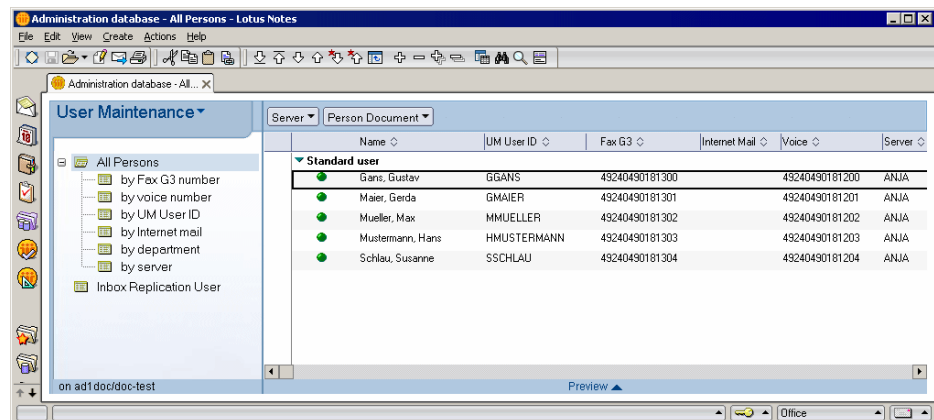 Administration database - All Persons - Lotus Notes
File Edit View Create Actions Help
Administration database - All...
User Maintenance
Server Person Document
Name UM User ID Fax G3 Internet Mail Voice Server
All Persons
by Fax G3 number
by voice number
by UM User ID
by Internet mail
by department
by server
Inbox Replication User
Standard user
Gans, Gustav GGANS 49240490181300 49240490181200 ANJA
Maier, Gerda GMAIER 49240490181301 49240490181201 ANJA
Mueller, Max MMUELLER 49240490181302 49240490181202 ANJA
Mustermann, Hans HMUSTERMANN 49240490181303 49240490181203 ANJA
Schlau, Susanne SSCHLAU 49240490181304 49240490181204 ANJA
on ad1doc/doc-test
Preview
Office